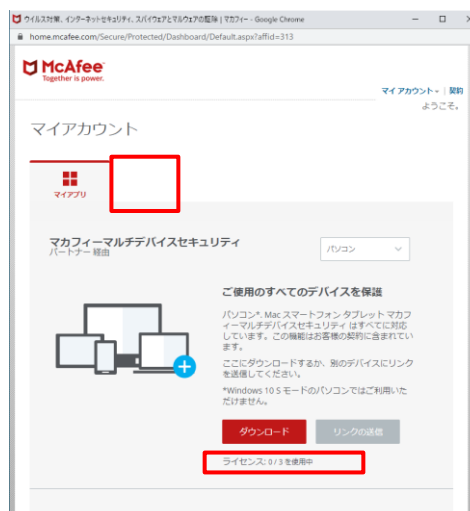 ウイルス対策、インターネットセキュリティ、スパイウェアとマルウェアの駆除 | マカフィー - Google Chrome
home.mcafee.com/Secure/Protected/Dashboard/Default.aspx?affid=313
McAfee
Together is power.
マイ アカウント | 契約
ようこそ。
マイアカウント
マイアプリ
マカフィーマルチデバイスセキュリティ
パートナー 経由
パソコン
ご使用のすべてのデバイスを保護
パソコン*, Mac スマートフォン タブレット マカフ
ィーマルチデバイスセキュリティ はすべてに対応
しています。この機能はお客様の契約に含まれてい
ます。
ここにダウンロードするか、別のデバイスにリンク
を送信してください。
*Windows 10 S モードのパソコンではご利用いた
だけません。
ダウンロード
リンクの送信
ライセンス: 0 / 3 を使用中